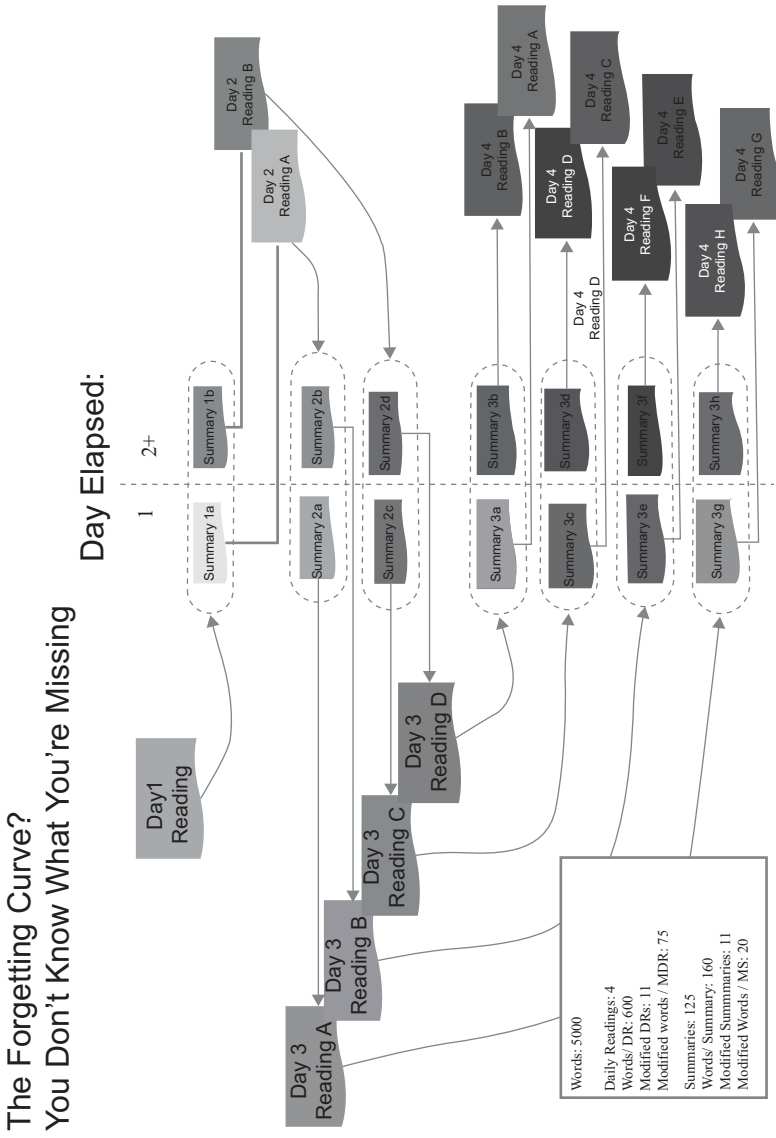 The Forgetting Curve?
You Don't Know What You're Missing
Day Elapsed:
1
2+
Day1
Reading
Summary 1a
Summary 1b
Day 2
Reading B
Day 2
Reading A
Summary 2a
Summary 2b
Summary 2c
Summary 2d
Day 3
Reading A
Day 3
Reading B
Day 3
Reading C
Day 3
Reading D
Summary 3a
Summary 3b
Summary 3c
Summary 3d
Summary 3e
Summary 3f
Summary 3g
Summary 3h
Day 4
Reading B
Day 4
Reading A
Day 4
Reading D
Day 4
Reading C
Day 4
Reading D
Day 4
Reading F
Day 4
Reading E
Day 4
Reading H
Day 4
Reading G
Words: 5000
Daily Readings: 4
Words/ DR: 600
Modified DRs: 11
Modified words / MDR: 75
Summaries: 125
Words/ Summary: 160
Modified Summmaries: 11
Modified Words / MS: 20